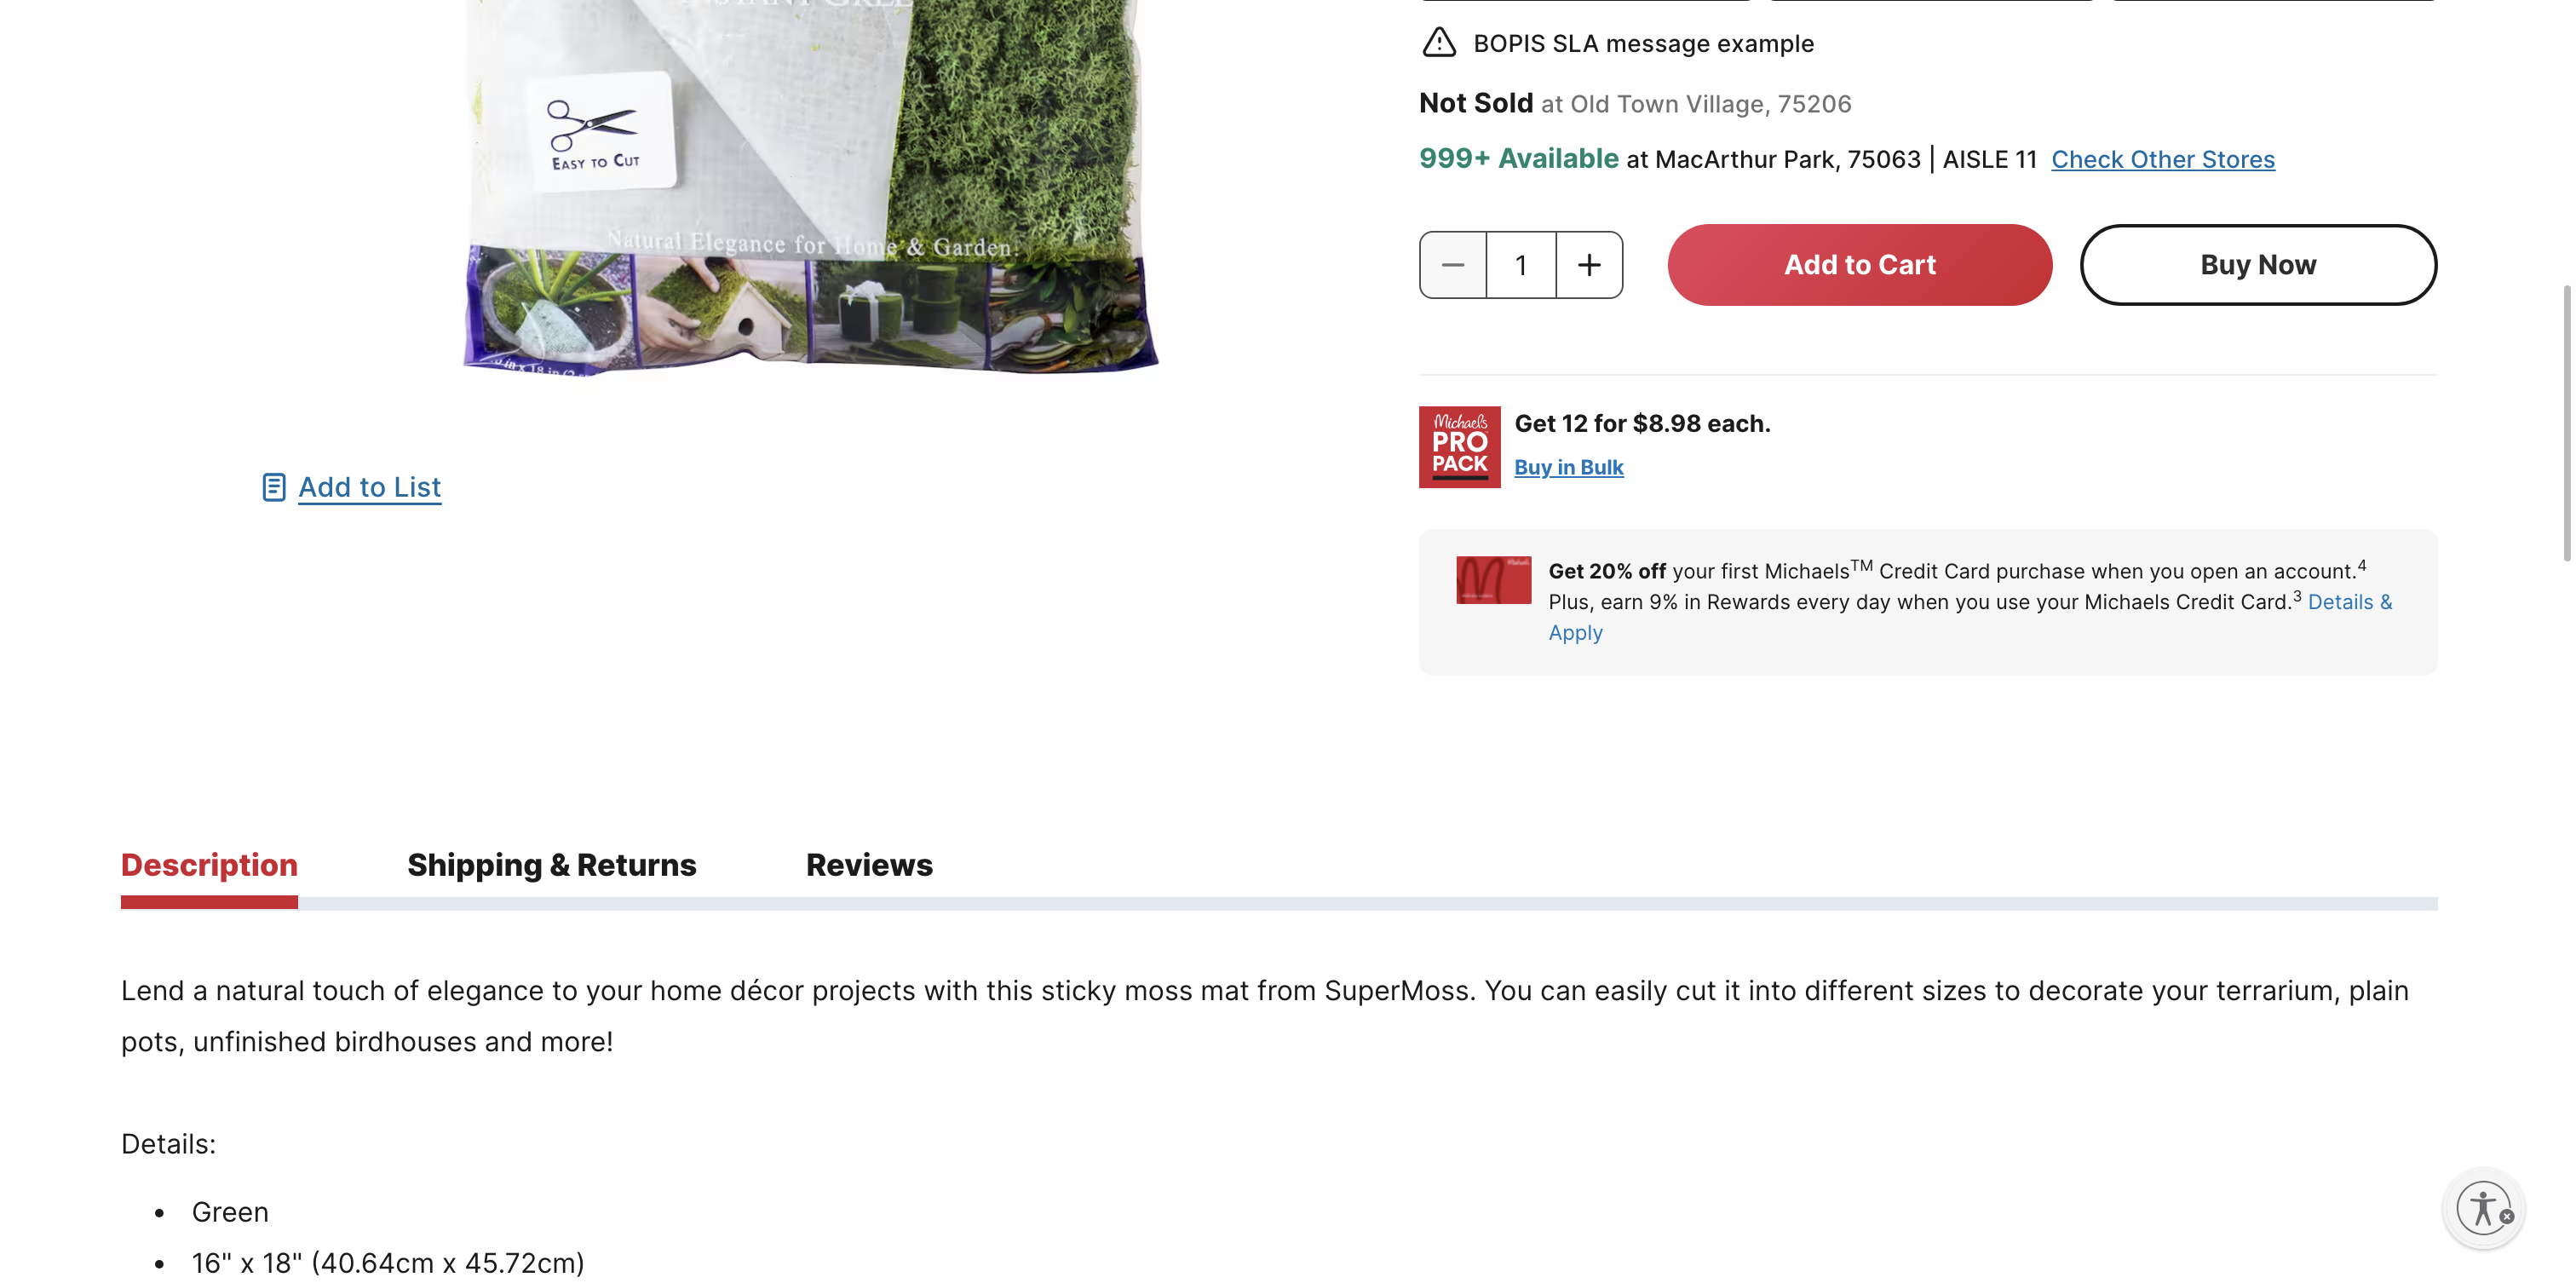 EASY TO CUT
Natural Elegance for Home & Garden!
Add to List
BOPIS SLA message example
Not Sold at Old Town Village, 75206
999+ Available at MacArthur Park, 75063 | AISLE 11 Check Other Stores
1
Add to Cart
Buy Now
Michaels
PRO
PACK
Get 12 for $8.98 each.
Buy in Bulk
Get 20% off your first Michaels™ Credit Card purchase when you open an account.⁴
Plus, earn 9% in Rewards every day when you use your Michaels Credit Card.³ Details &
Apply
Description
Shipping & Returns
Reviews
Lend a natural touch of elegance to your home décor projects with this sticky moss mat from SuperMoss. You can easily cut it into different sizes to decorate your terrarium, plain
pots, unfinished birdhouses and more!
Details:
• Green
• 16" x 18" (40.64cm x 45.72cm)